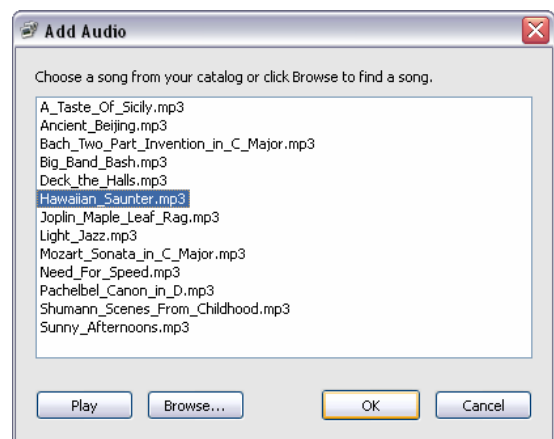 Add Audio
Choose a song from your catalog or click Browse to find a song.
A_Taste_Of_Sicily.mp3
Ancient_Beijing.mp3
Bach_Two_Part_Invention_in_C_Major.mp3
Big_Band_Bash.mp3
Deck_the_Halls.mp3
Hawaiian_Saunter.mp3
Joplin_Maple_Leaf_Rag.mp3
Light_Jazz.mp3
Mozart_Sonata_in_C_Major.mp3
Need_For_Speed.mp3
Pachelbel_Canon_in_D.mp3
Shumann_Scenes_From_Childhood.mp3
Sunny_Afternoons.mp3
Play Browse... OK Cancel